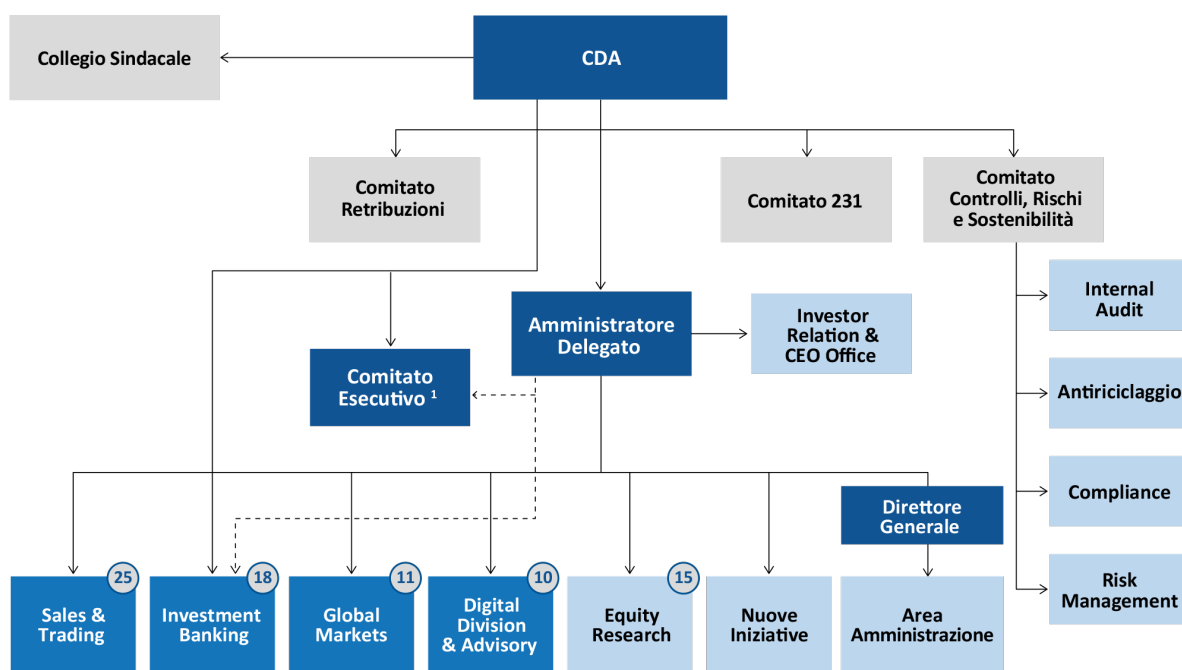 Collegio Sindacale
CDA
Comitato
Retribuzioni
Comitato 231
Comitato
Controlli, Rischi
e Sostenibilità
Internal
Audit
Amministratore
Delegato
Investor
Relation &
CEO Office
Comitato
Esecutivo ¹
Antiriciclaggio
Compliance
Direttore
Generale
Risk
Management
25
Sales &
Trading
18
Investment
Banking
11
Global
Markets
10
Digital
Division
& Advisory
15
Equity
Research
Nuove
Iniziative
Area
Amministrazione